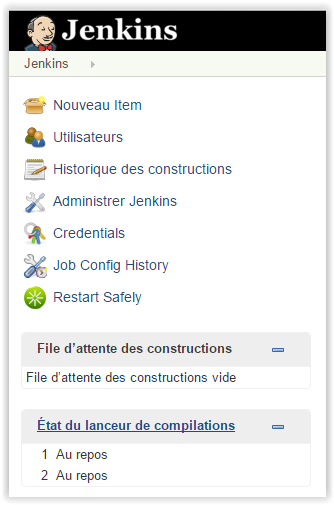 Jenkins
Jenkins
Nouveau Item
Utilisateurs
Historique des constructions
Administrer Jenkins
Credentials
Job Config History
Restart Safely
File d’attente des constructions
File d’attente des constructions vide
État du lanceur de compilations
1 Au repos
2 Au repos